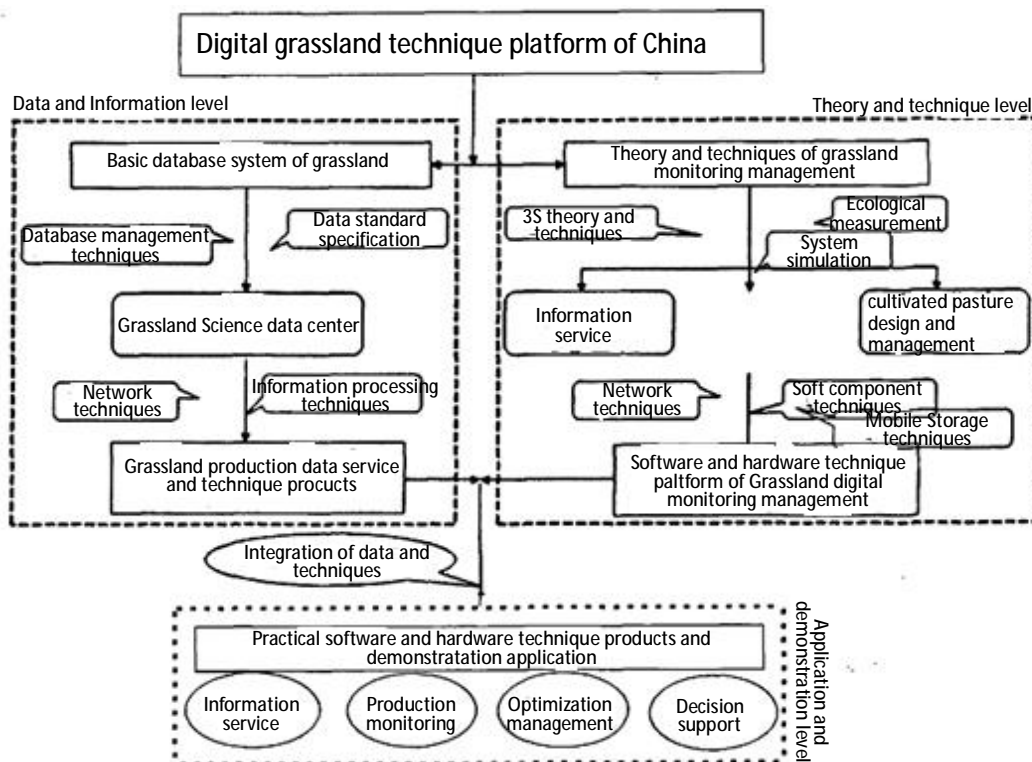 Digital grassland technique platform of China
Data and Information level
Theory and technique level
Basic database system of grassland
Theory and techniques of grassland
monitoring management
Database management
techniques
Data standard
specification
3S theory and
techniques
Ecological
measurement
System
simulation
Grassland Science data center
Information
service
cultivated pasture
design and
management
Network
techniques
Information processing
techniques
Network
techniques
Soft component
techniques
Mobile Storage
techniques
Grassland production data service
and technique procucts
Software and hardware technique
paltform of Grassland digital
monitoring management
Integration of data and
techniques
Application and
demonstration level
Practical software and hardware technique products and
demonstratation application
Information
service
Production
monitoring
Optimization
management
Decision
support